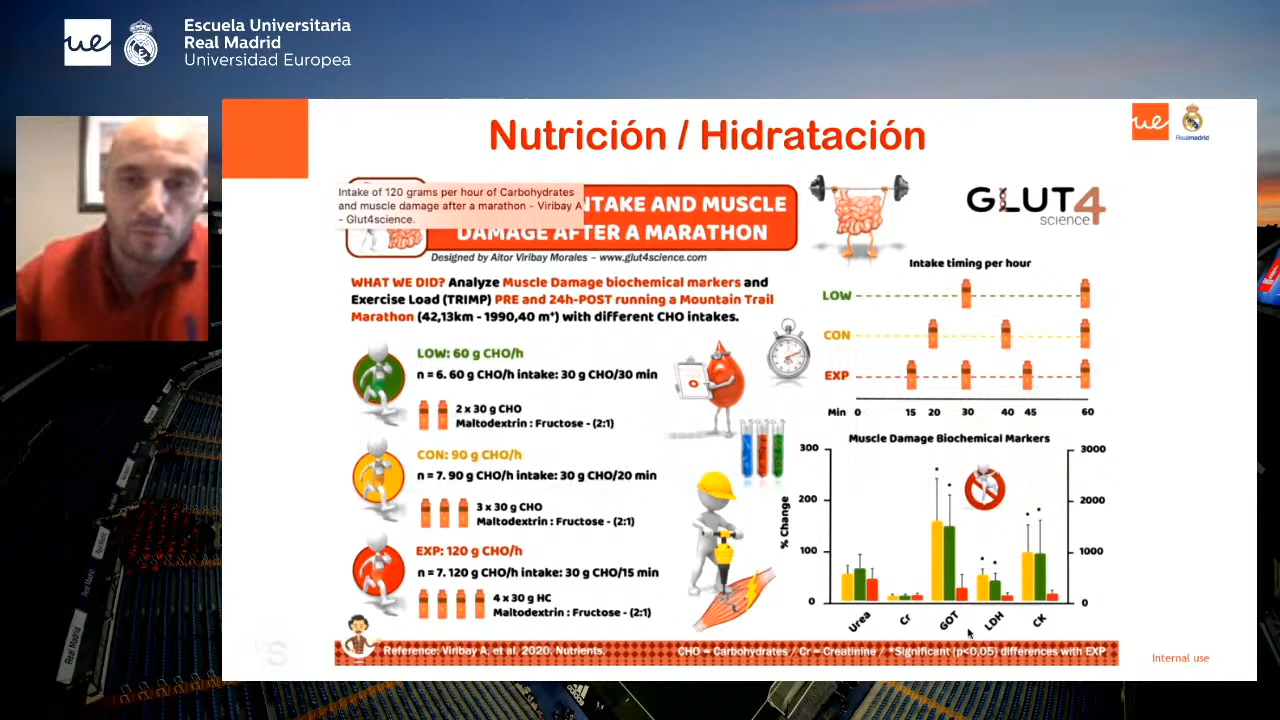 Escuela Universitaria
Real Madrid
Universidad Europea
ue
Nutrición / Hidratación
ue
Realmadrid
Intake of 120 grams per hour of Carbohydrates
and muscle damage after a marathon - Viribay A
- Glut4science.
NTAKE AND MUSCLE
DAMAGE AFTER A MARATHON
Designed by Aitor Viribay Morales – www.glut4science.com
GLUT4
science
WHAT WE DID? Analyze Muscle Damage biochemical markers and
Exercise Load (TRIMP) PRE and 24h-POST running a Mountain Trail
Marathon (42,13km - 1990,40 m⁺) with different CHO intakes.
LOW: 60 g CHO/h
n = 6. 60 g CHO/h intake: 30 g CHO/30 min
2 x 30 g CHO
Maltodextrin : Fructose - (2:1)
CON: 90 g CHO/h
n = 7. 90 g CHO/h intake: 30 g CHO/20 min
3 x 30 g CHO
Maltodextrin : Fructose - (2:1)
EXP: 120 g CHO/h
n = 7. 120 g CHO/h intake: 30 g CHO/15 min
4 x 30 g HC
Maltodextrin : Fructose - (2:1)
Intake timing per hour
LOW
CON
EXP
Min 0 15 20 30 40 45 60
Muscle Damage Biochemical Markers
% Change
300 3000
200 2000
100 1000
0 0
Urea Cr GOT LDH CK
Reference: Viribay A, et al. 2020. Nutrients.
CHO = Carbohydrates / Cr = Creatinine / *Significant (p<0,05) differences with EXP.
Internal use
Real Madrid
Real Madrid
adidas